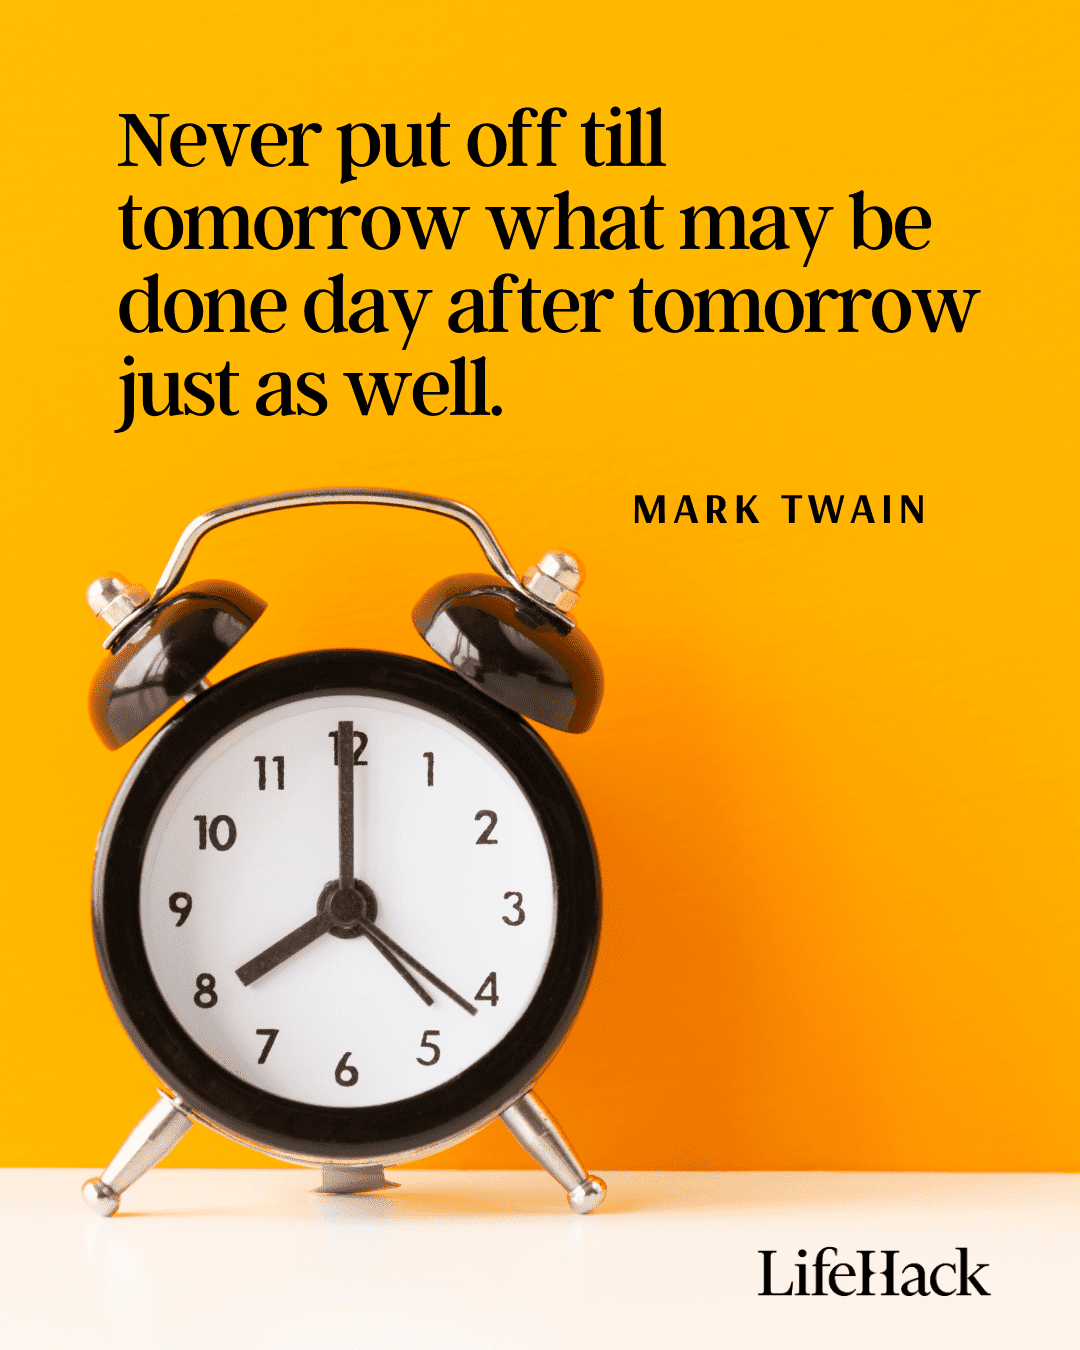 Never put off till
tomorrow what may be
done day after tomorrow
just as well.
MARK TWAIN
12
11
1
10
2
9
3
8
4
7
5
6
LifeHack